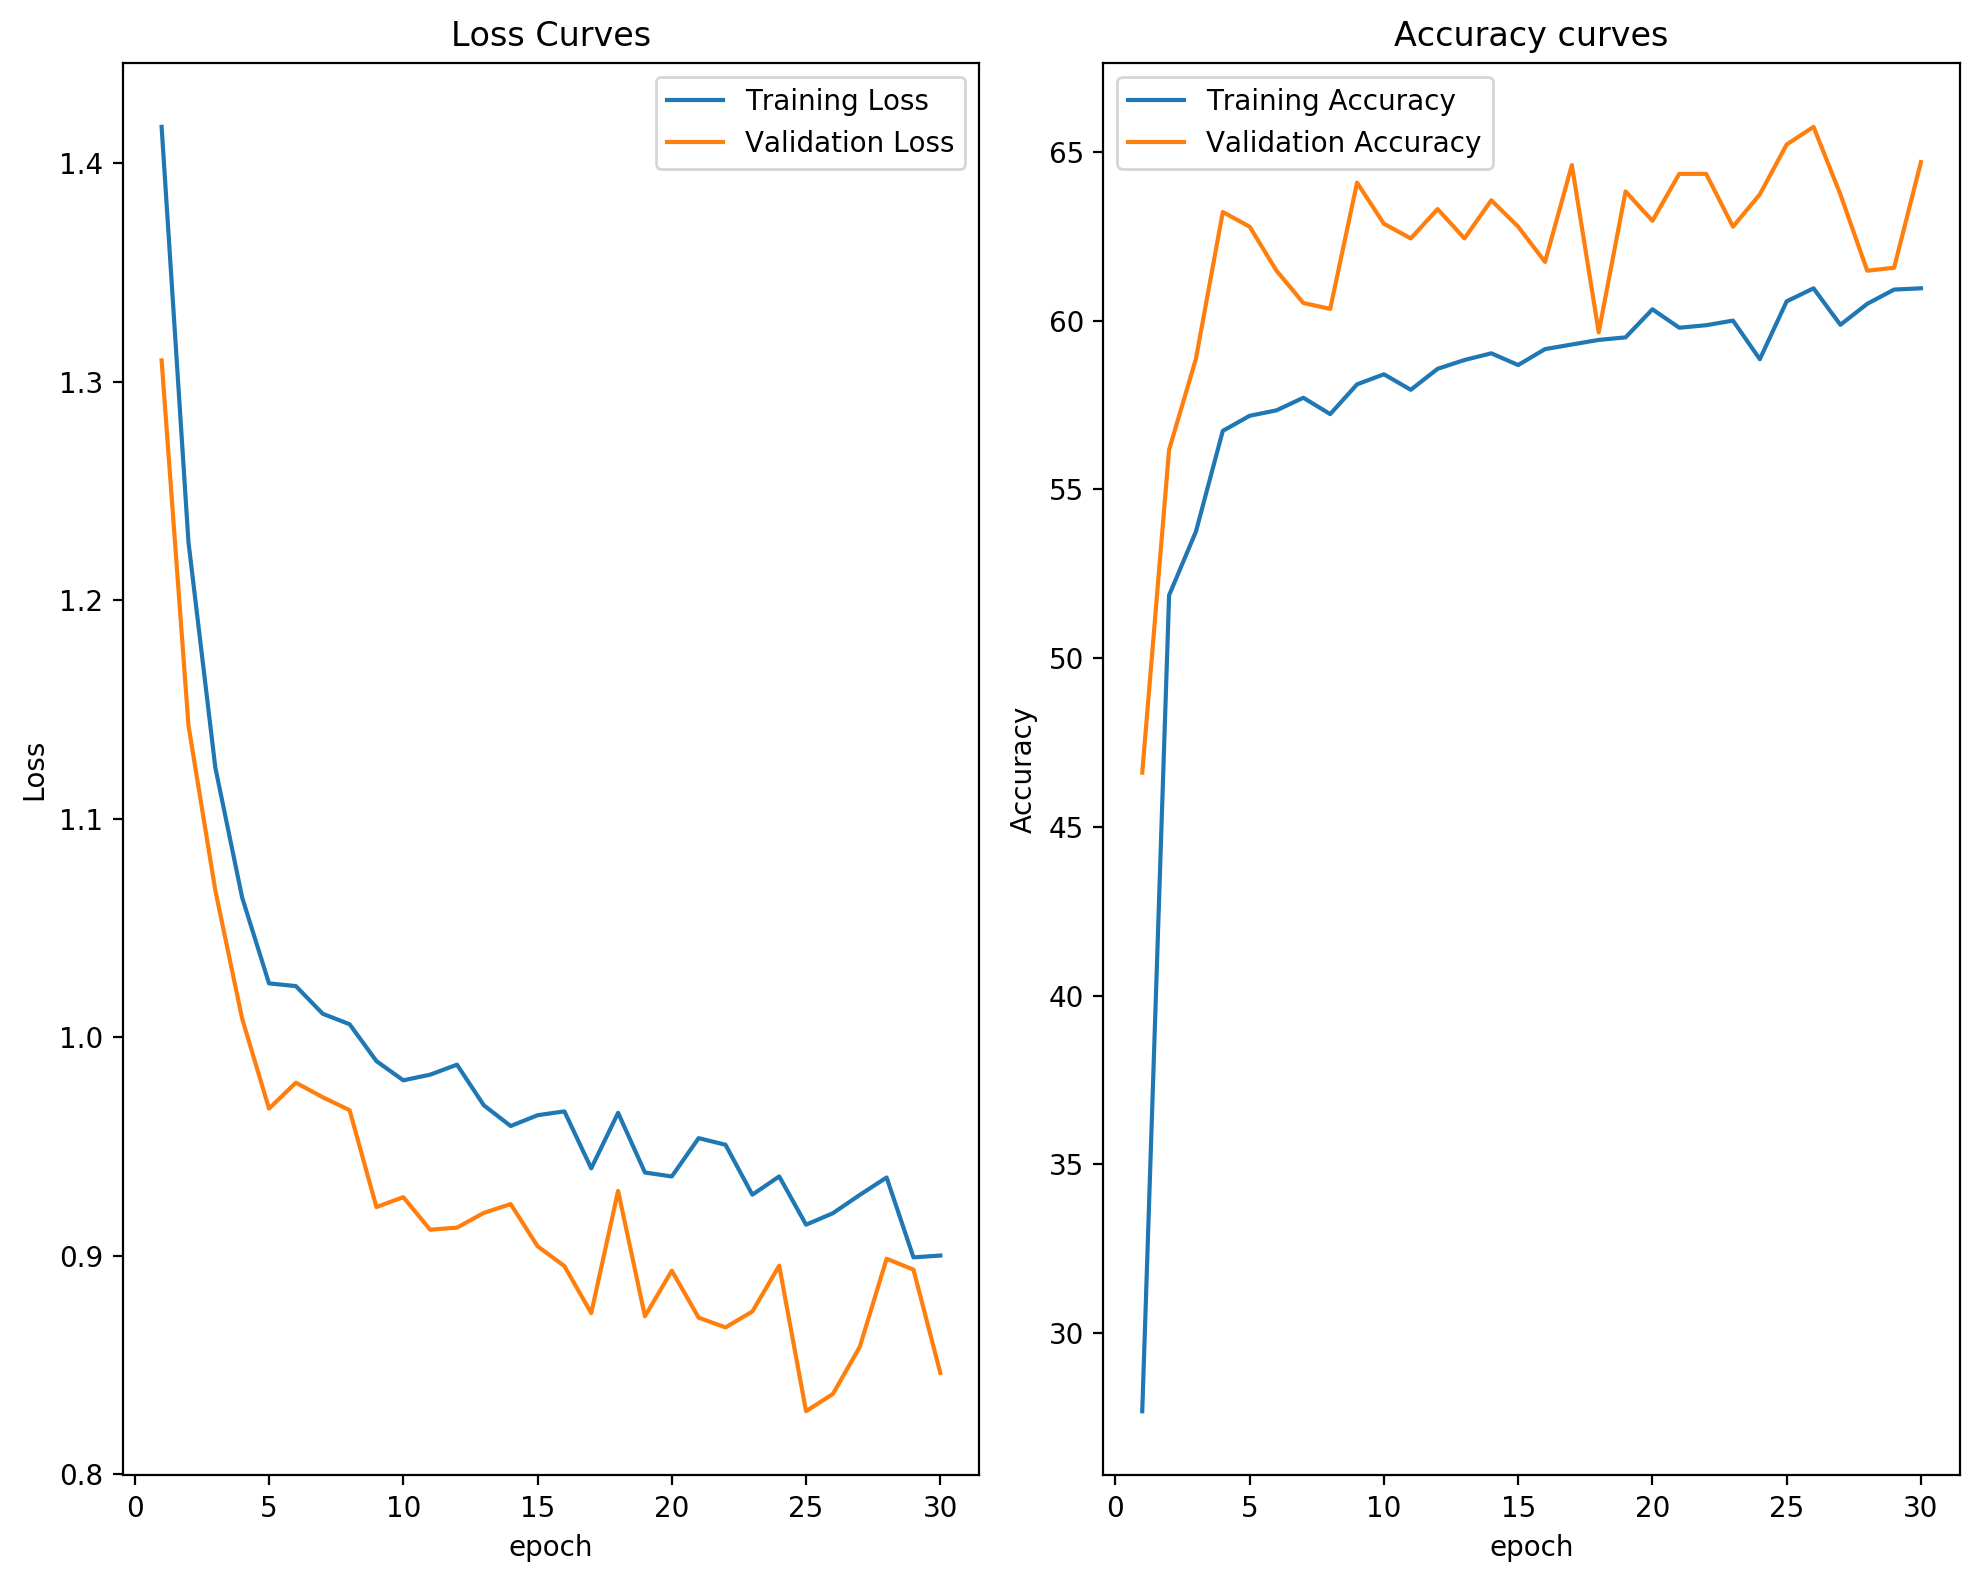 Loss Curves
Training Loss
Validation Loss
1.4
1.3
1.2
1.1
1.0
0.9
0.8
Loss
0 5 10 15 20 25 30
epoch
Accuracy curves
Training Accuracy
Validation Accuracy
65
60
55
50
45
40
35
30
Accuracy
0 5 10 15 20 25 30
epoch